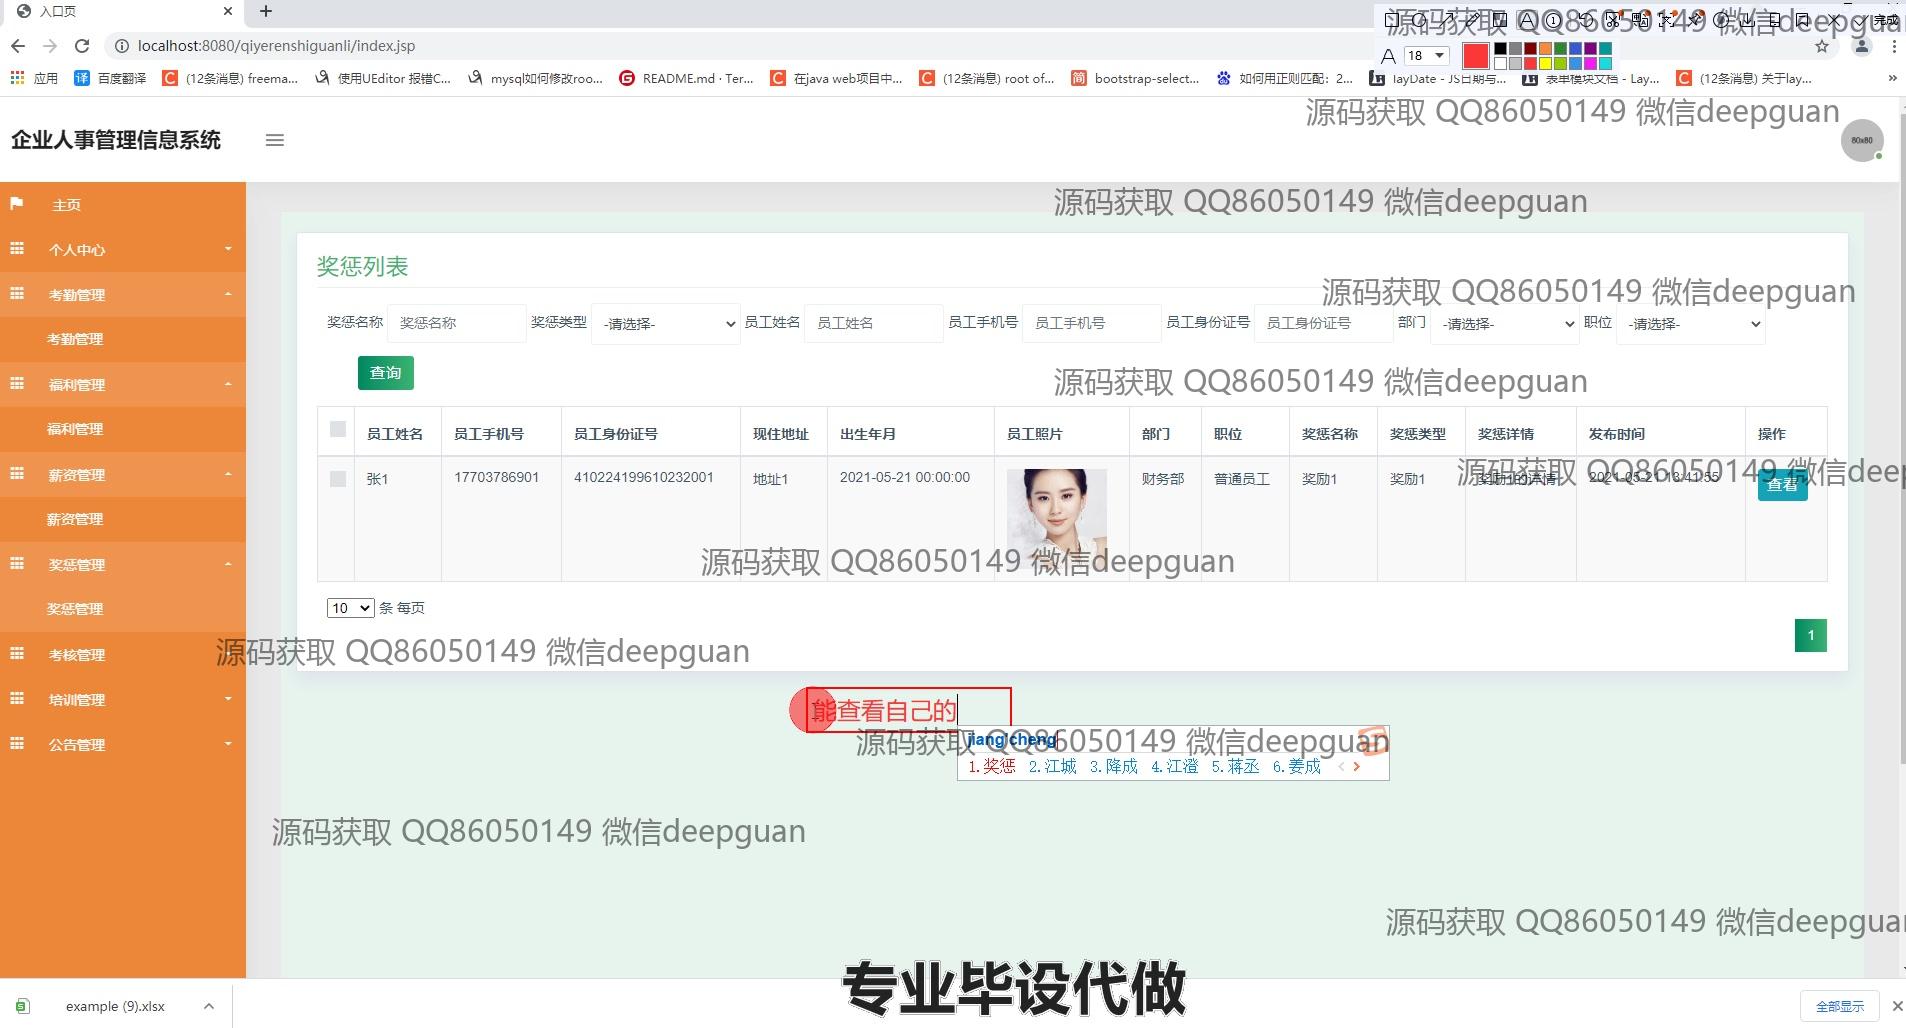 入口页
localhost:8080/qiyerenshiguanli/index.jsp
完成
18
应用
百度翻译
(12条消息) freema...
使用UEditor 报错C...
mysql如何修改roo...
README.md · Ter...
在java web项目中...
(12条消息) root of...
bootstrap-select...
如何用正则匹配：2...
layDate - JS日期与...
表单模块文档 - Lay...
(12条消息) 关于lay...
源码获取 QQ86050149 微信deepguan
源码获取 QQ86050149 微信deepguan
企业人事管理信息系统
80x80
源码获取 QQ86050149 微信deepguan
主页
个人中心
考勤管理
考勤管理
福利管理
福利管理
薪资管理
薪资管理
奖惩管理
奖惩管理
考核管理
培训管理
公告管理
奖惩列表
源码获取 QQ86050149 微信deepguan
奖惩名称 奖惩名称 奖惩类型 -请选择- 员工姓名 员工姓名 员工手机号 员工手机号 员工身份证号 员工身份证号 部门 -请选择- 职位 -请选择-
查询
源码获取 QQ86050149 微信deepguan
员工姓名 员工手机号 员工身份证号 现住地址 出生年月 员工照片 部门 职位 奖惩名称 奖惩类型 奖惩详情 发布时间 操作
张1 17703786901 410224199610232001 地址1 2021-05-21 00:00:00 财务部 普通员工 奖励1 奖励1 奖励1的详情 2021-05-21 13:41:55 查看
源码获取 QQ86050149 微信deep
源码获取 QQ86050149 微信deepguan
10 条 每页
1
源码获取 QQ86050149 微信deepguan
能查看自己的
jiang'cheng
源码获取 QQ86050149 微信deepguan
1.奖惩 2.江城 3.降成 4.江澄 5.蒋丞 6.姜成
源码获取 QQ86050149 微信deepguan
源码获取 QQ86050149 微信deepguan
专业毕设代做
example (9).xlsx
全部显示